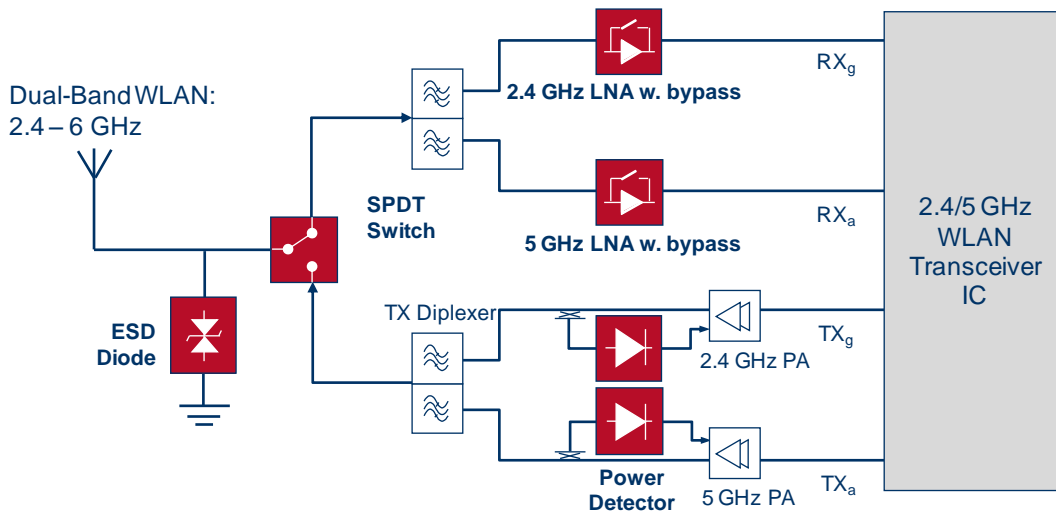 Dual-Band WLAN:
2.4 – 6 GHz
2.4 GHz LNA w. bypass
RXg
SPDT
Switch
5 GHz LNA w. bypass
RXa
2.4/5 GHz
WLAN
Transceiver
IC
ESD
Diode
TX Diplexer
2.4 GHz PA
TXg
Power
Detector
5 GHz PA
TXa